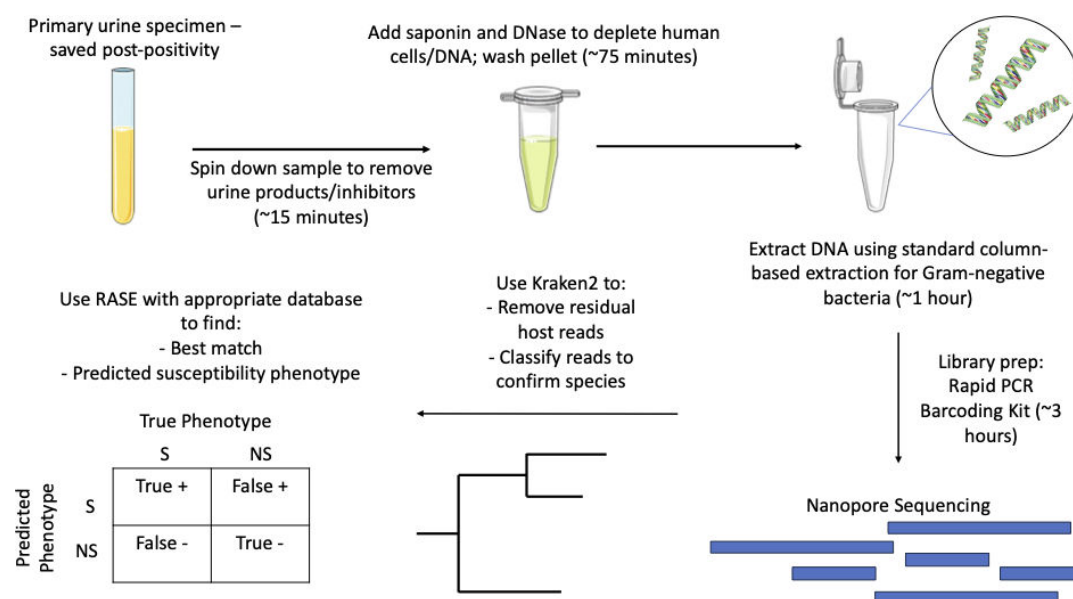 Primary urine specimen –
saved post-positivity
Spin down sample to remove
urine products/inhibitors
(~15 minutes)
Add saponin and DNase to deplete human
cells/DNA; wash pellet (~75 minutes)
Extract DNA using standard column-
based extraction for Gram-negative
bacteria (~1 hour)
Library prep:
Rapid PCR
Barcoding Kit (~3
hours)
Nanopore Sequencing
Use Kraken2 to:
- Remove residual
host reads
- Classify reads to
confirm species
Use RASE with appropriate database
to find:
- Best match
- Predicted susceptibility phenotype
True Phenotype
S NS
Predicted
Phenotype
S True + False +
NS False - True -